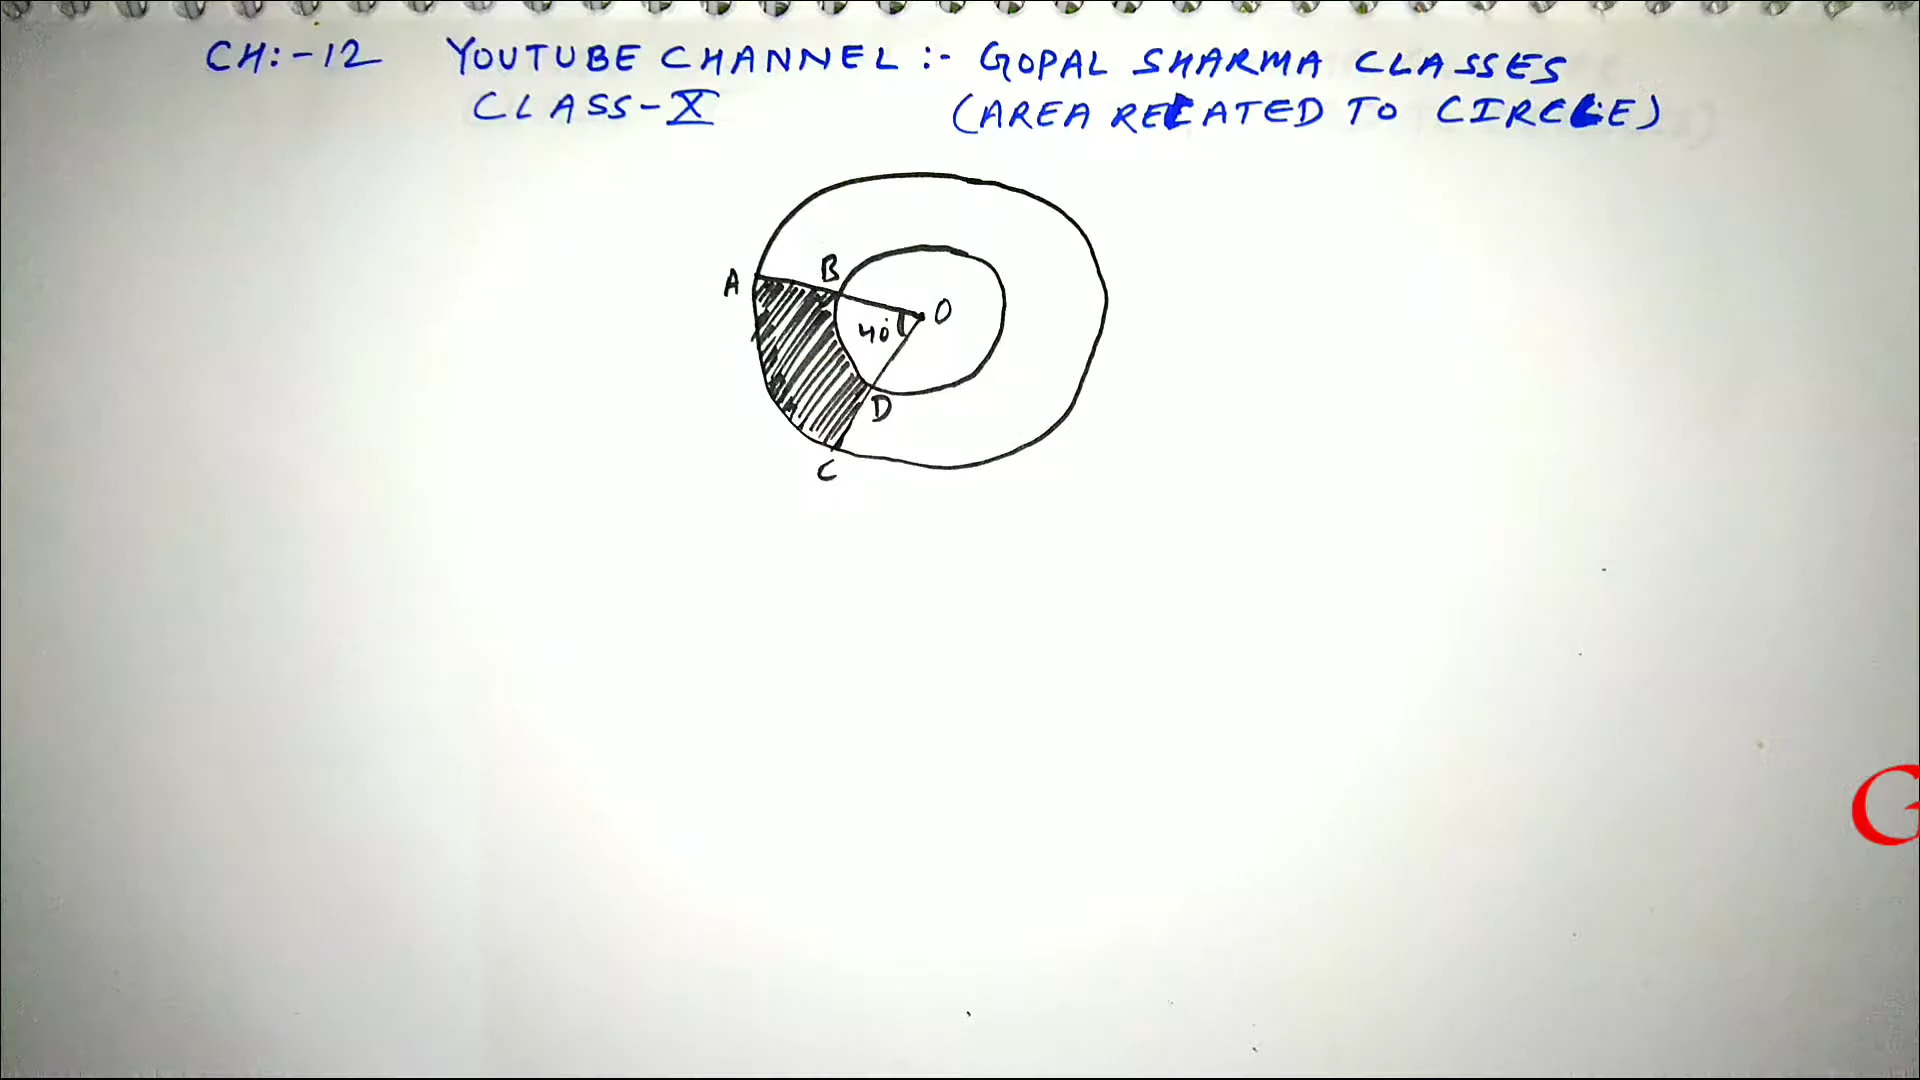 CH:-12 YOUTUBE CHANNEL :- GOPAL SHARMA CLASSES
CLASS-X (AREA RELATED TO CIRCLE)
A B O
40°
D
C
G